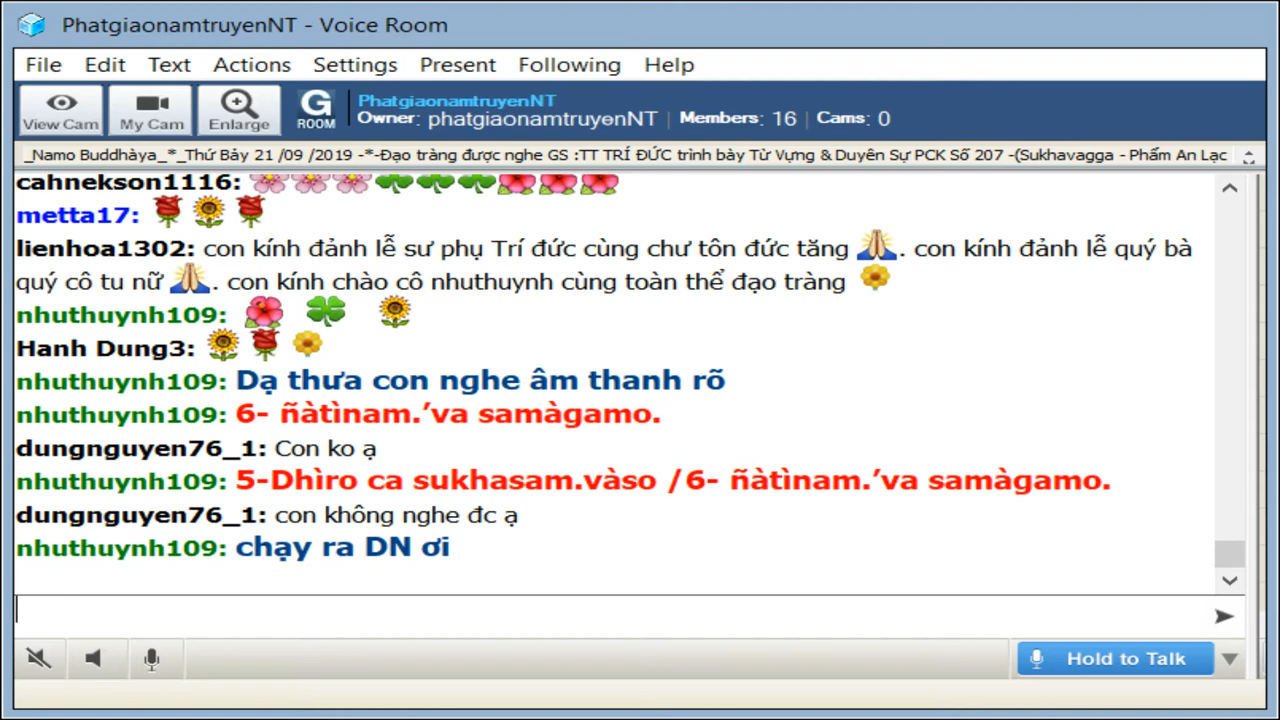 PhatgiaonamtruyenNT - Voice Room
File Edit Text Actions Settings Present Following Help
View Cam My Cam Enlarge G ROOM PhatgiaonamtruyenNT
Owner: phatgiaonamtruyenNT | Members: 16 | Cams: 0
_Namo Buddhàya_*_Thứ Bảy 21 /09 /2019 -*-Đạo tràng được nghe GS :TT TRÍ ĐỨC trình bày Từ Vựng & Duyên Sự PCK Số 207 -(Sukhavagga - Phẩm An Lạc
cahnekson1116:
metta17:
lienhoa1302: con kính đảnh lễ sư phụ Trí đức cùng chư tôn đức tăng . con kính đảnh lễ quý bà
quý cô tu nữ . con kính chào cô nhuthuynh cùng toàn thể đạo tràng
nhuthuynh109:
Hanh Dung3:
nhuthuynh109: Dạ thưa con nghe âm thanh rõ
nhuthuynh109: 6- ñàtìnam.’va samàgamo.
dungnguyen76_1: Con ko ạ
nhuthuynh109: 5-Dhìro ca sukhasam.vàso /6- ñàtìnam.’va samàgamo.
dungnguyen76_1: con không nghe đc ạ
nhuthuynh109: chạy ra DN ơi
Hold to Talk